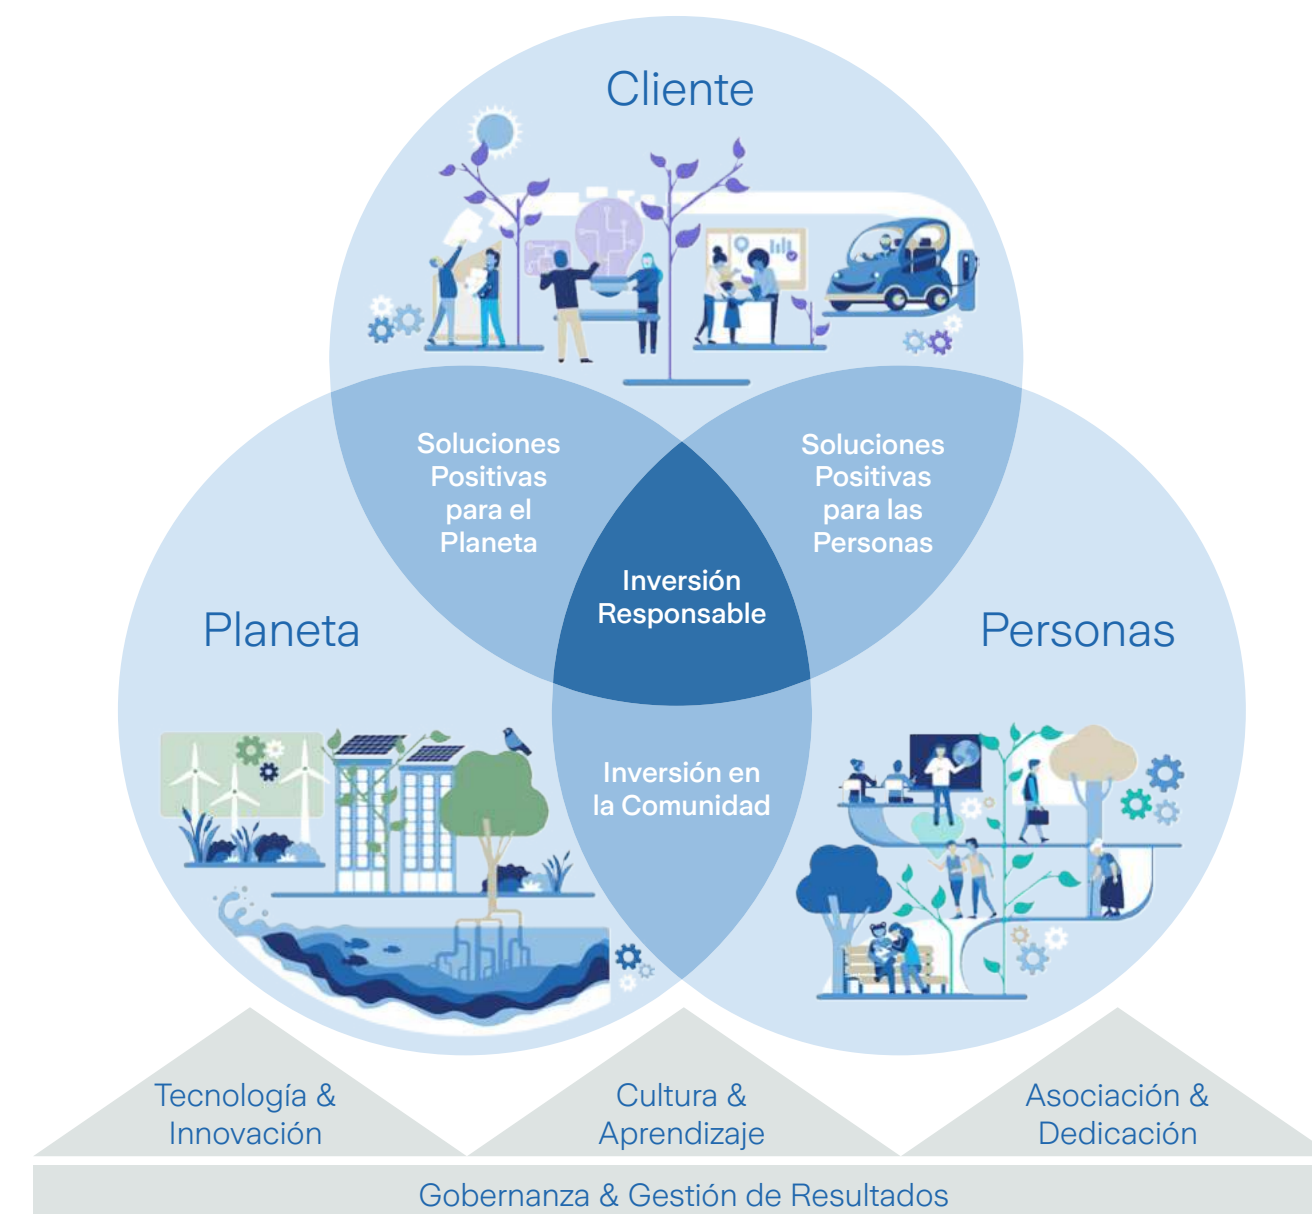 Cliente
Soluciones
Positivas
para el
Planeta
Soluciones
Positivas
para las
Personas
Inversión
Responsable
Planeta
Personas
Inversión en
la Comunidad
Tecnología &
Innovación
Cultura &
Aprendizaje
Asociación &
Dedicación
Gobernanza & Gestión de Resultados